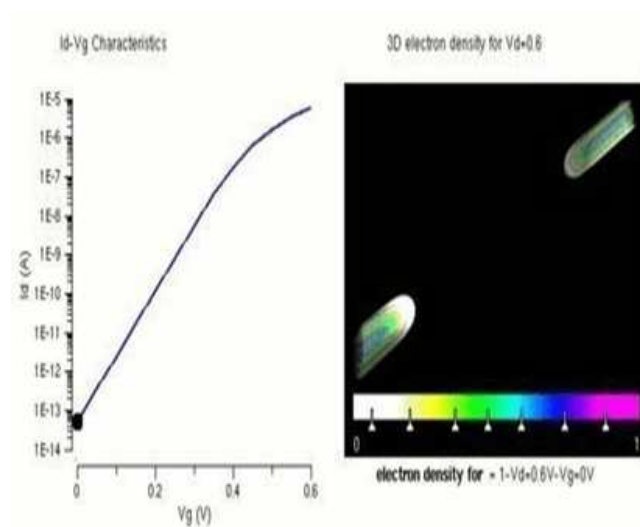 Id-Vg Characteristics
3D electron density for Vd=0.6
1E-5
1E-6
1E-7
1E-8
1E-9
1E-10
1E-11
1E-12
1E-13
1E-14
Id (A)
0 0.2 0.4 0.6
Vg (V)
0 1
electron density for = 1-Vd=0.6V-Vg=0V